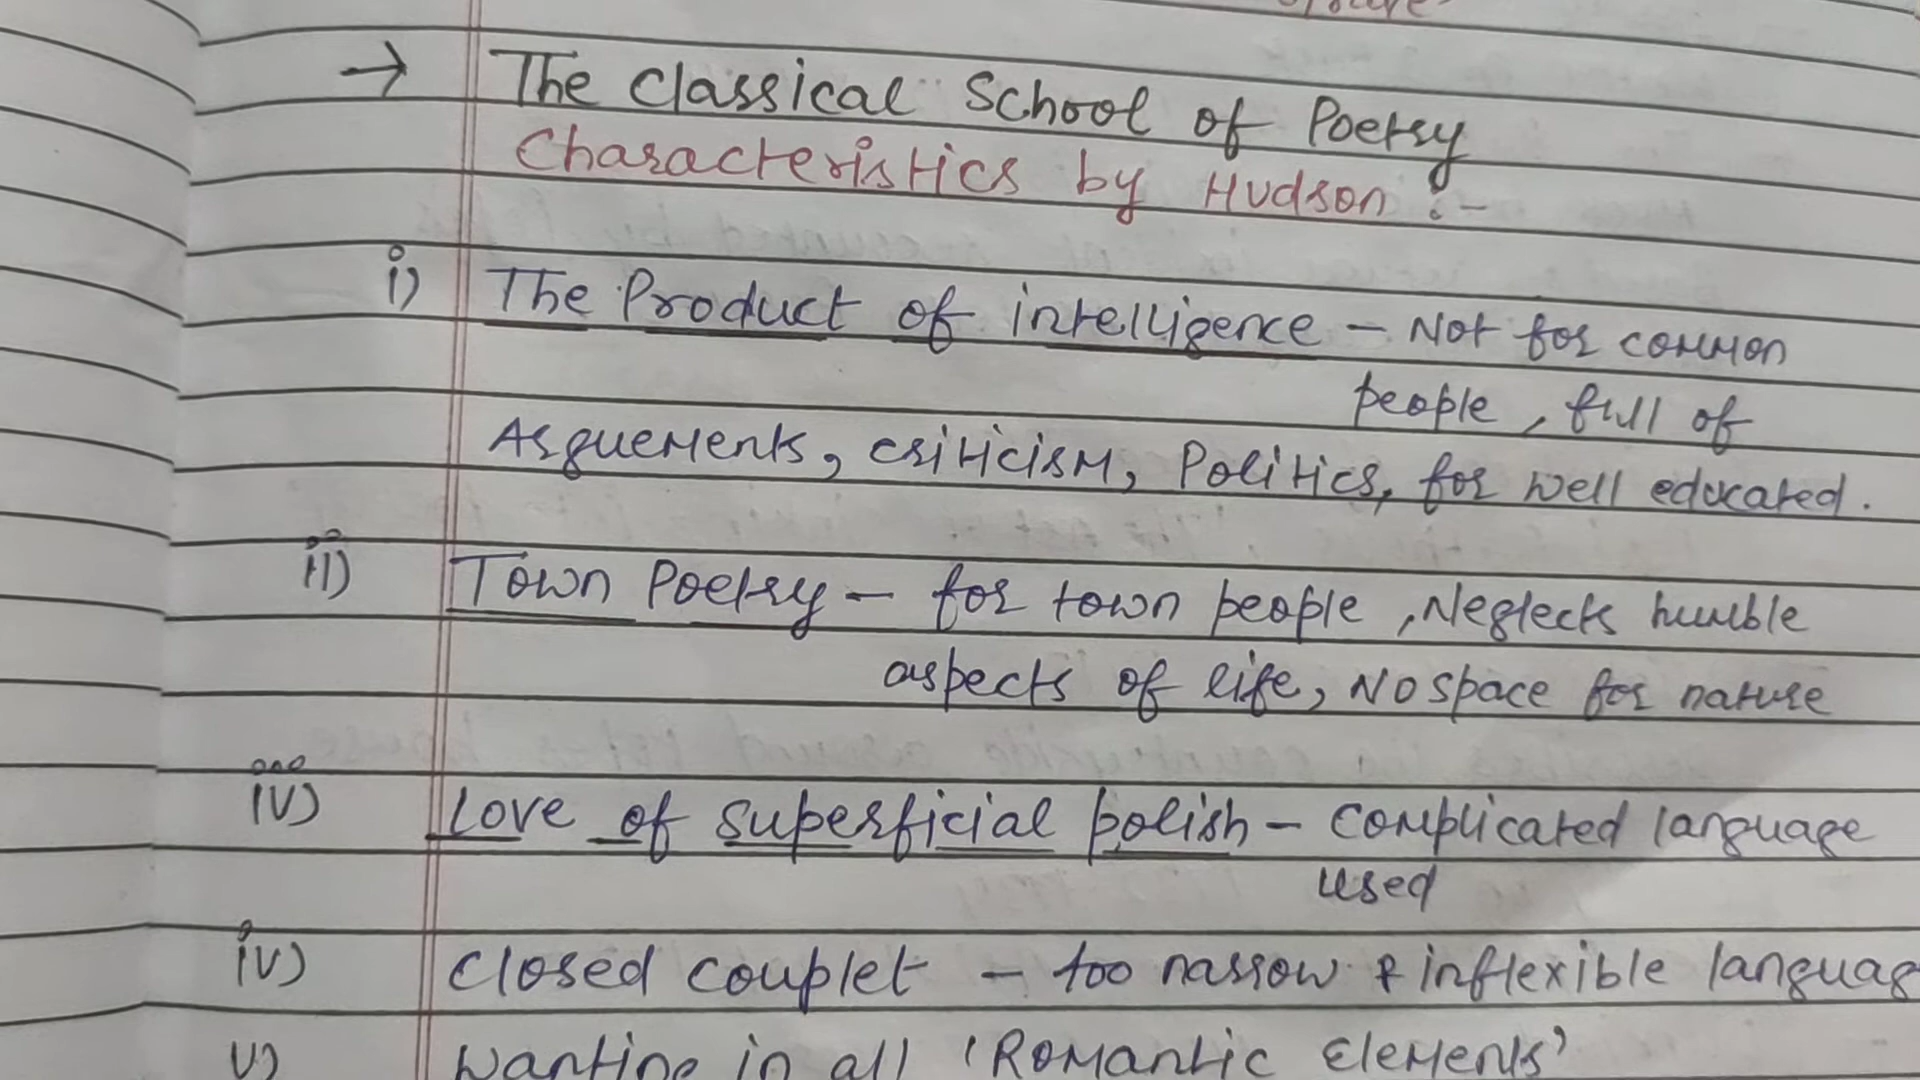 → The Classical School of Poetry
Characteristics by Hudson :-
i) The Product of intelligence - Not for common
people, full of
Arguements, criticism, Politics, for well educated.
ii) Town Poetry - for town people, Neglects humble
aspects of life, No space for nature
iv) Love of superficial polish - complicated language
used
iv) Closed couplet - too narrow & inflexible languag
v) Wanting in all 'Romantic Elements'